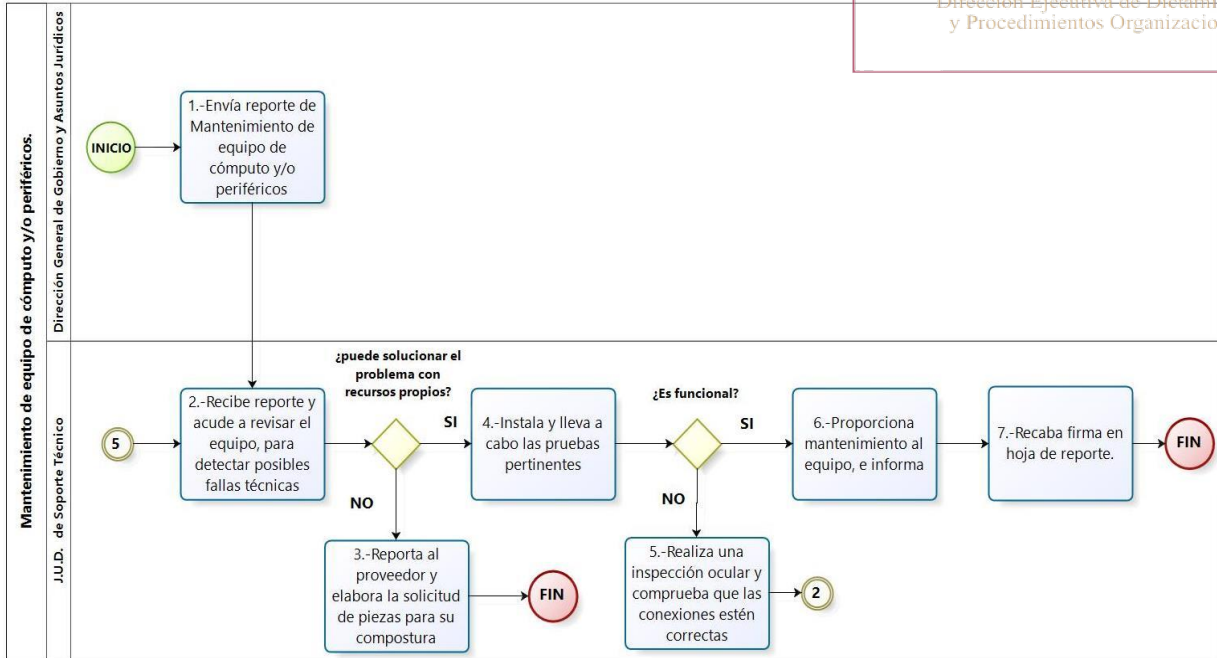 Dirección Ejecutiva de
y Procedimientos
Mantenimiento de equipo de cómputo y/o periféricos.
Dirección General de Gobierno y Asuntos Jurídicos
INICIO
1.-Envía reporte de
Mantenimiento de
equipo de
cómputo y/o
periféricos
J.U.D. de Soporte Técnico
5
2.-Recibe reporte y
acude a revisar el
equipo, para
detectar posibles
fallas técnicas
¿puede solucionar el
problema con
recursos propios?
SI
NO
3.-Reporta al
proveedor y
elabora la solicitud
de piezas para su
compostura
FIN
4.-Instala y lleva a
cabo las pruebas
pertinentes
¿Es funcional?
SI
NO
5.-Realiza una
inspección ocular y
comprueba que las
conexiones estén
correctas
2
6.-Proporciona
mantenimiento al
equipo, e informa
7.-Recaba firma en
hoja de reporte.
FIN